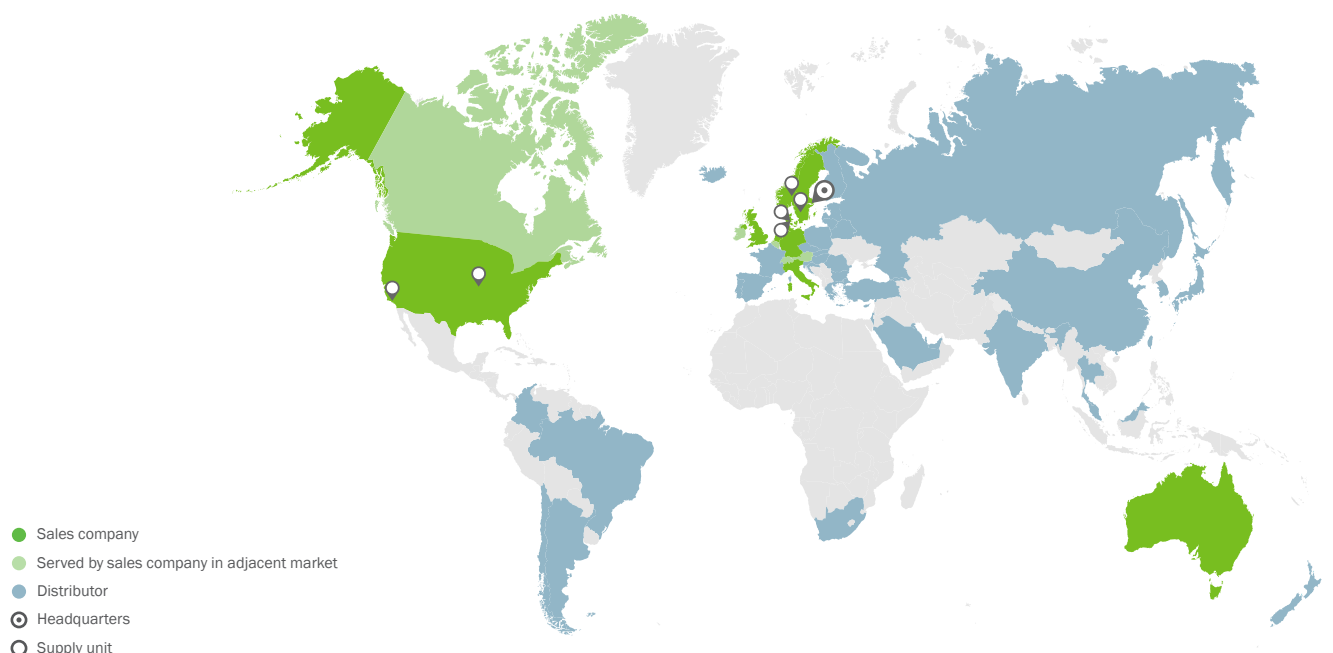 Sales company
Served by sales company in adjacent market
Distributor
Headquarters
Supply unit